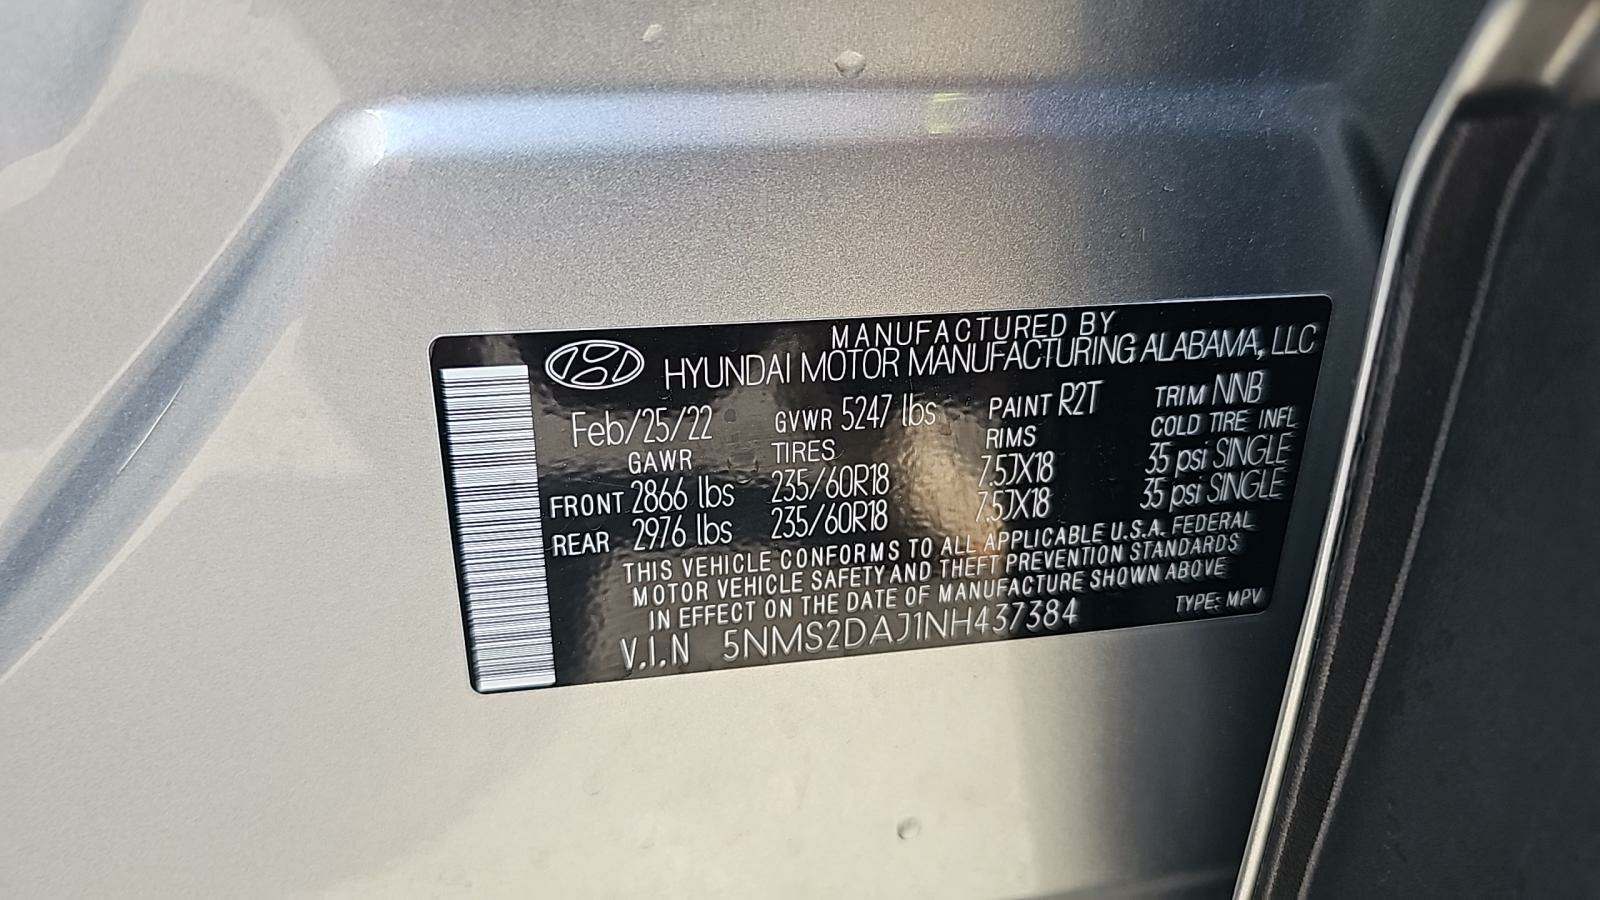 MANUFACTURED BY
HYUNDAI MOTOR MANUFACTURING ALABAMA, LLC
Feb/25/22 GVWR 5247 lbs PAINT R2T TRIM NNB
GAWR TIRES RIMS COLD TIRE INFL
FRONT 2866 lbs 235/60R18 7.5JX18 35 psi SINGLE
REAR 2976 lbs 235/60R18 7.5JX18 35 psi SINGLE
THIS VEHICLE CONFORMS TO ALL APPLICABLE U.S.A. FEDERAL
MOTOR VEHICLE SAFETY AND THEFT PREVENTION STANDARDS
IN EFFECT ON THE DATE OF MANUFACTURE SHOWN ABOVE
V.I.N 5NMS2DAJ1NH437384 TYPE: MPV